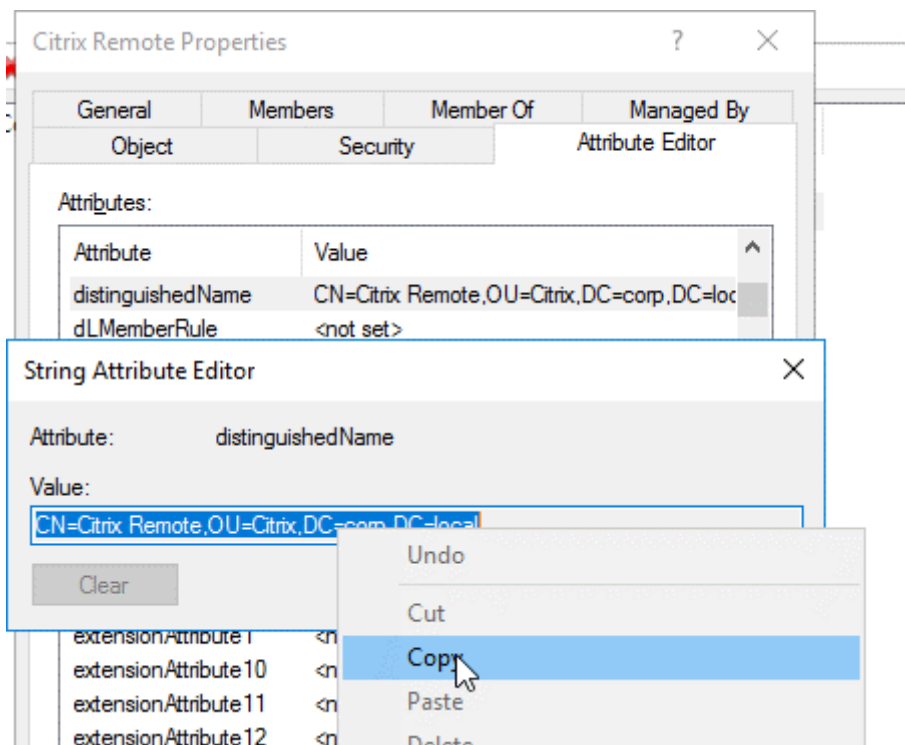 Citrix Remote Properties ? ×
General Members Member Of Managed By
Object Security Attribute Editor
Attributes:
Attribute Value
distinguishedName CN=Citrix Remote,OU=Citrix,DC=corp,DC=loc
dLMemberRule <not set>
String Attribute Editor
Attribute: distinguishedName
Value:
CN=Citrix Remote,OU=Citrix,DC=corp,DC=local
Undo
Clear
Cut
extensionAttribute1 <n
Copy
extensionAttribute10 <n
extensionAttribute11 <n
Paste
extensionAttribute12 <n
Delete